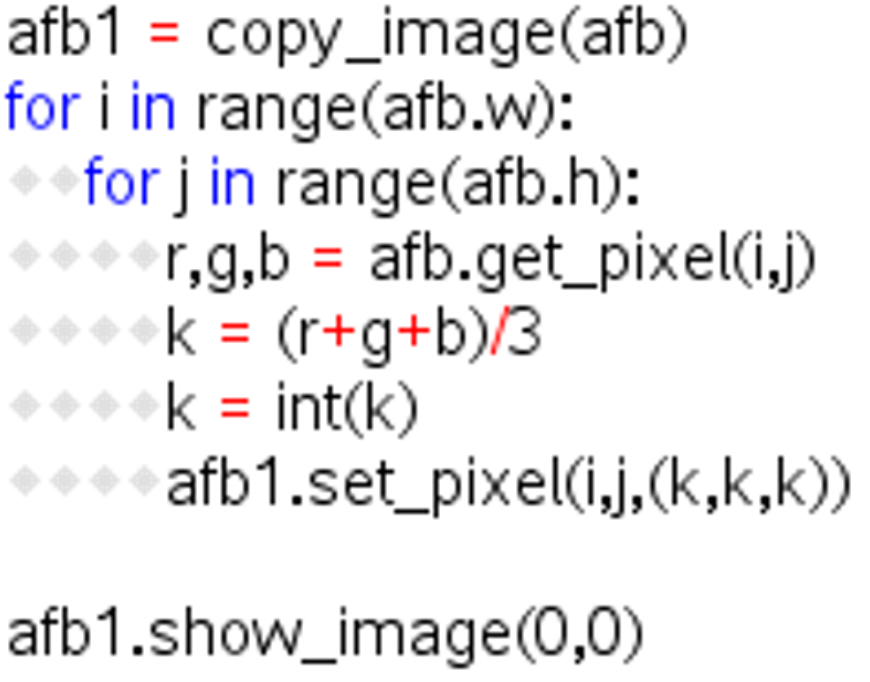 afb1 = copy_image(afb)
for i in range(afb.w):
◆◆for j in range(afb.h):
◆◆◆◆r,g,b = afb.get_pixel(i,j)
◆◆◆◆k = (r+g+b)/3
◆◆◆◆k = int(k)
◆◆◆◆afb1.set_pixel(i,j,(k,k,k))
afb1.show_image(0,0)